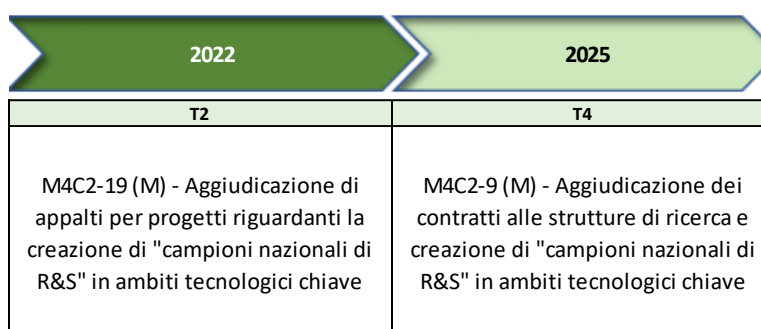 2022
2025
T2
T4
M4C2-19 (M) - Aggiudicazione di
appalti per progetti riguardanti la
creazione di "campioni nazionali di
R&S" in ambiti tecnologici chiave
M4C2-9 (M) - Aggiudicazione dei
contratti alle strutture di ricerca e
creazione di "campioni nazionali di
R&S" in ambiti tecnologici chiave